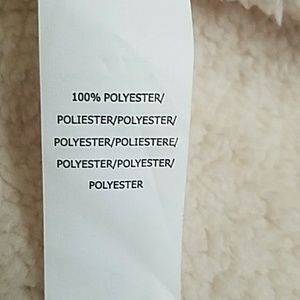 100% POLYESTER/
POLIESTER/POLYESTER/
POLYESTER/POLIESTERE/
POLYESTER/POLYESTER/
POLYESTER